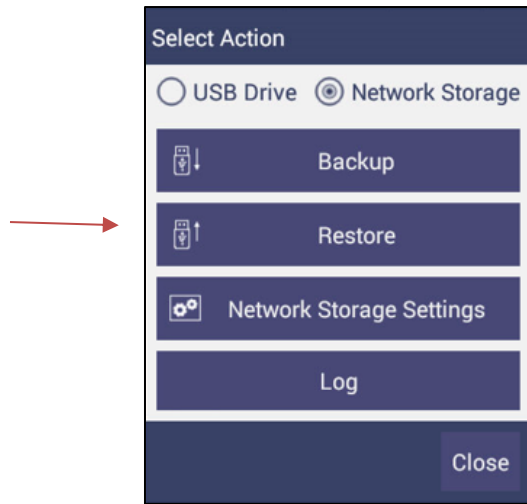 Select Action
USB Drive Network Storage
Backup
Restore
Network Storage Settings
Log
Close